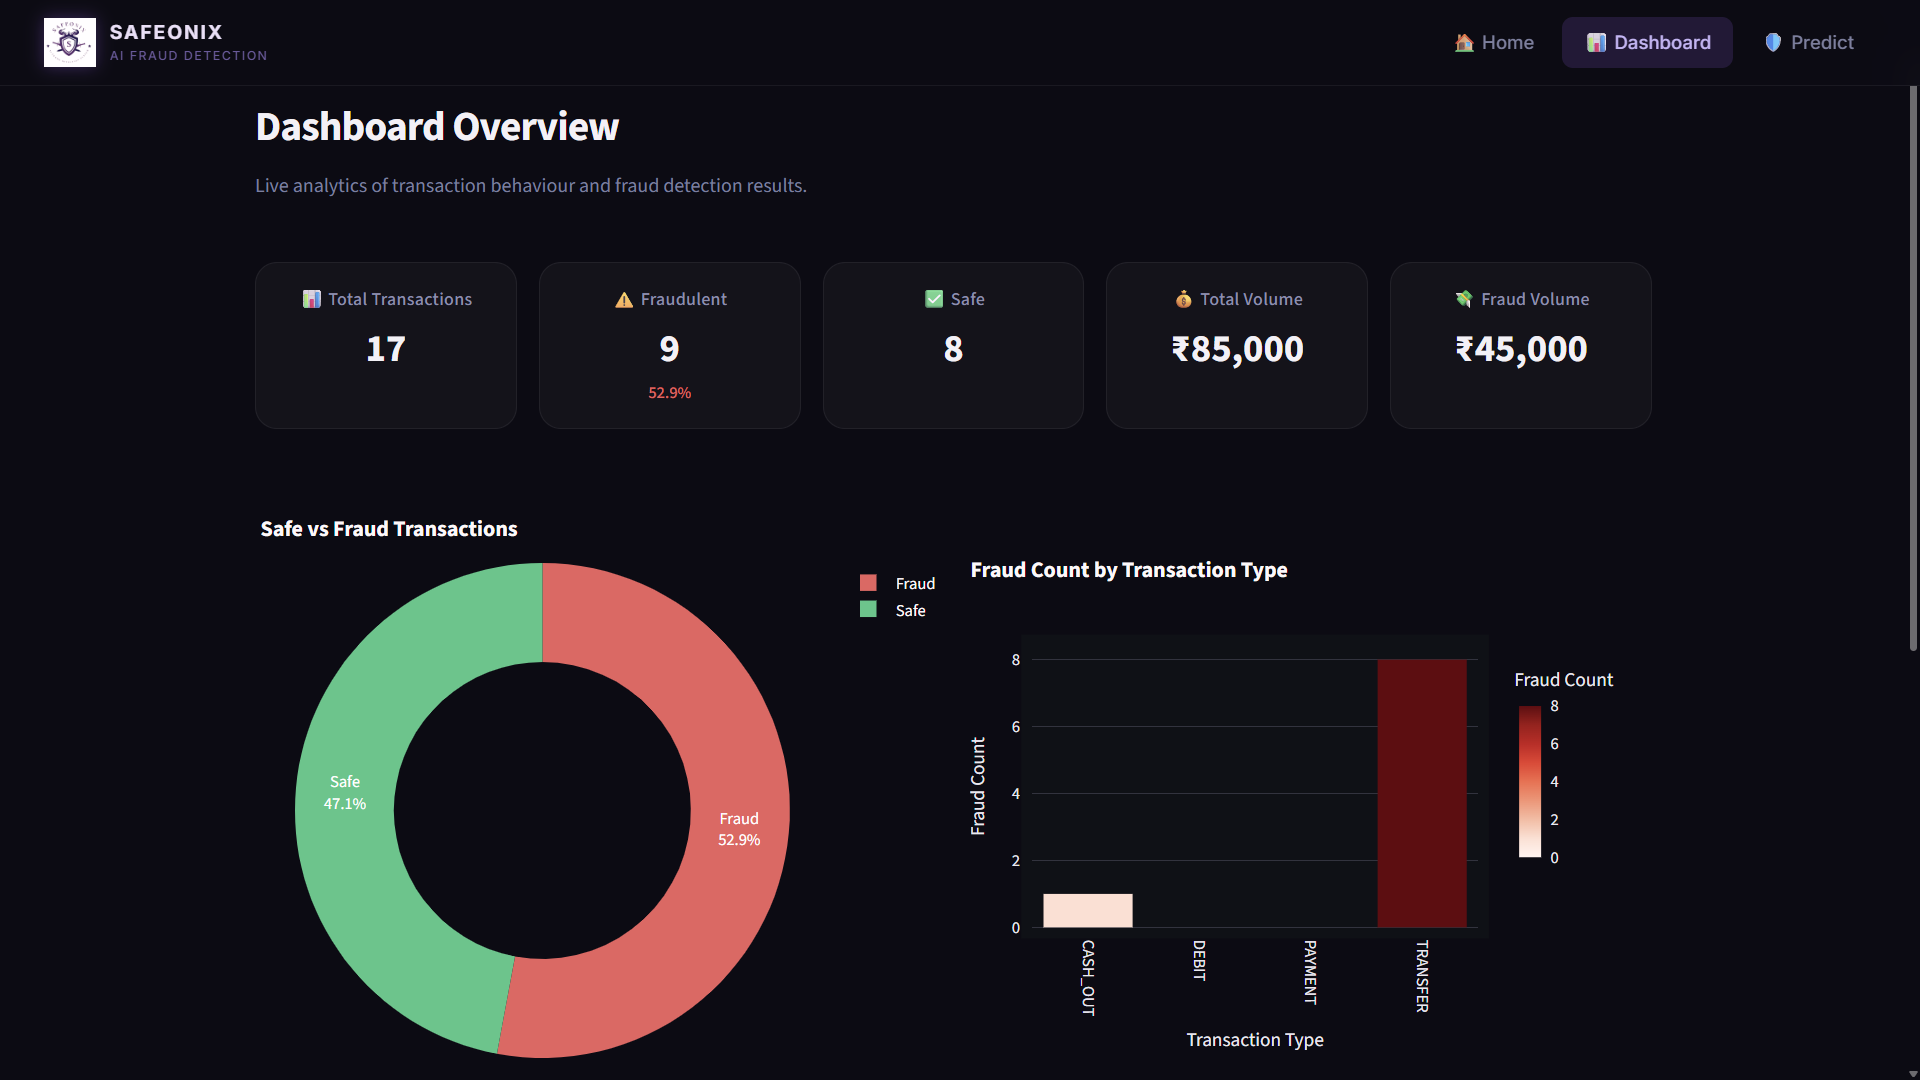 SAFEONIX
AI FRAUD DETECTION
Home
Dashboard
Predict
Dashboard Overview
Live analytics of transaction behaviour and fraud detection results.
Total Transactions
17
Fraudulent
9
52.9%
Safe
8
Total Volume
₹85,000
Fraud Volume
₹45,000
Safe vs Fraud Transactions
Fraud
Safe
Safe
47.1%
Fraud
52.9%
Fraud Count by Transaction Type
Fraud Count
8
6
4
2
0
CASH_OUT
DEBIT
PAYMENT
TRANSFER
Transaction Type
Fraud Count
8
6
4
2
0